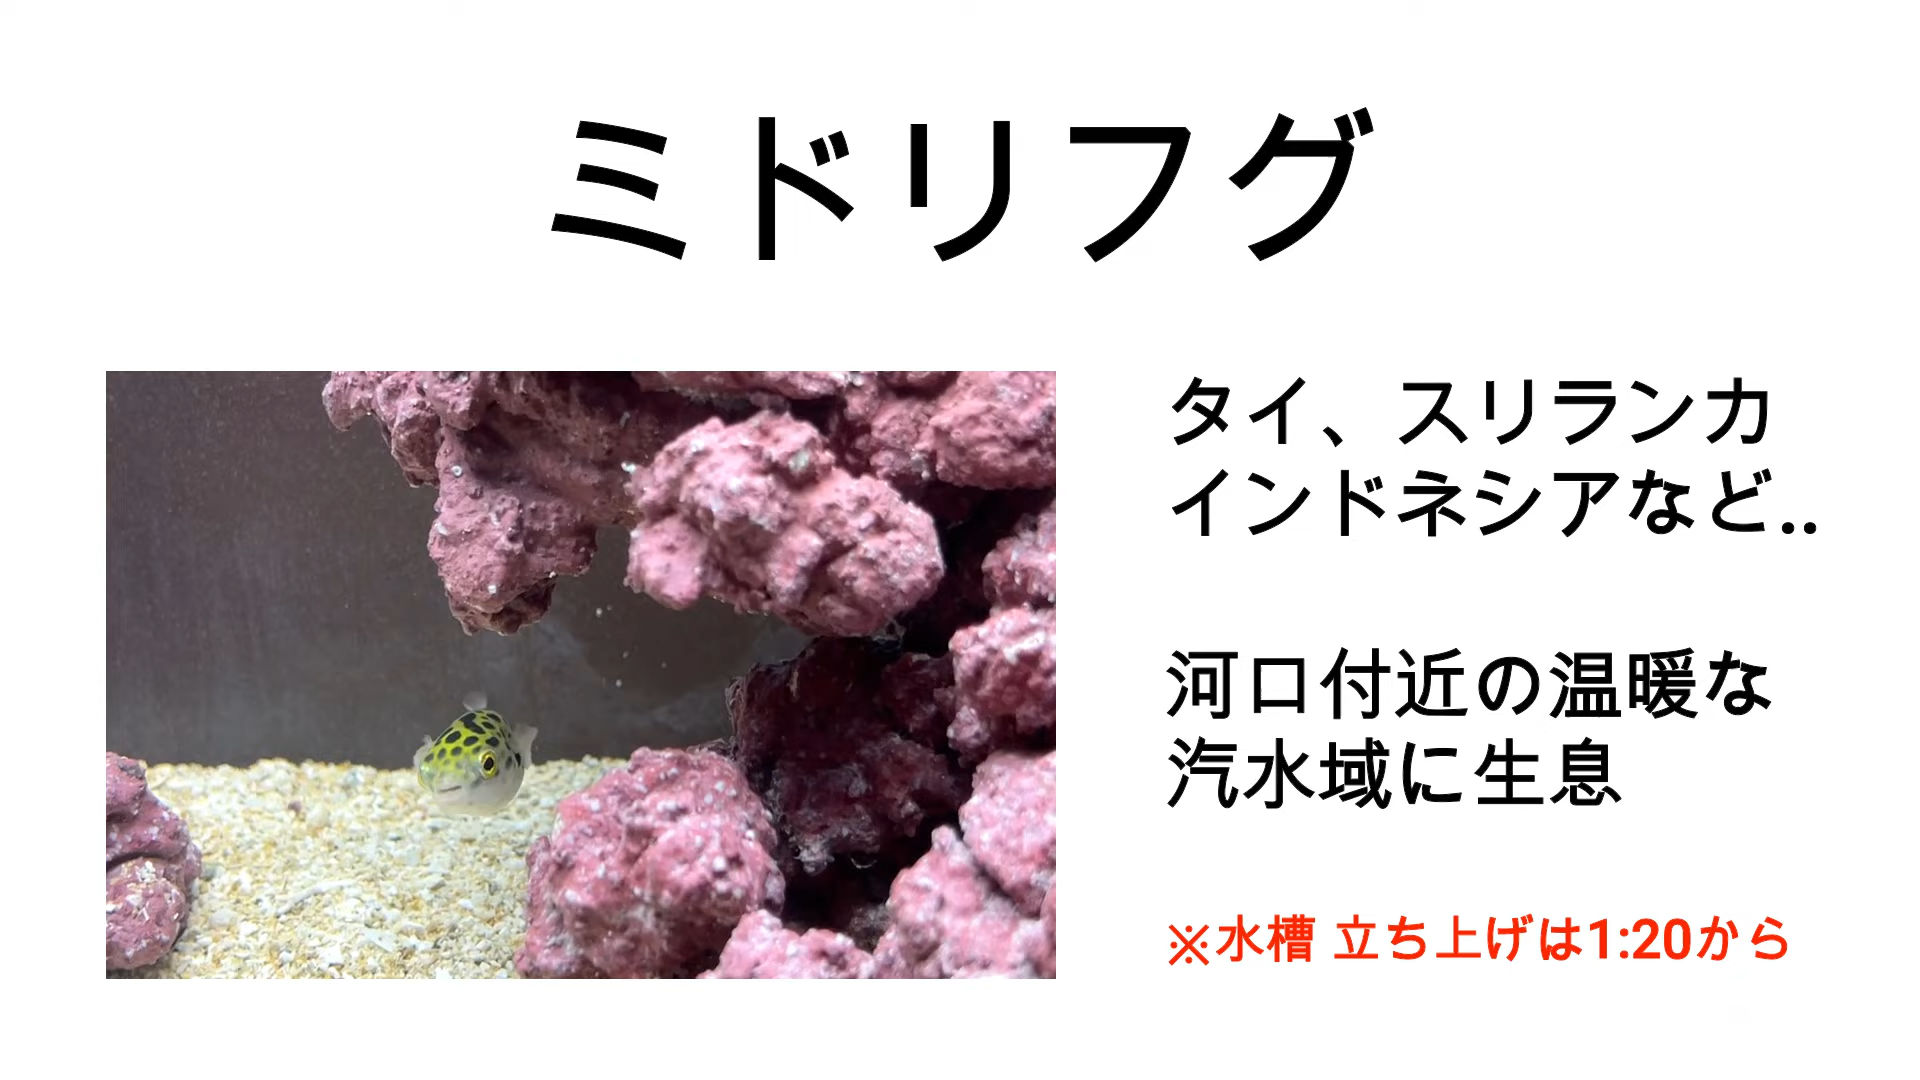 ミドリフグ
タイ、スリランカ
インドネシアなど..
河口付近の温暖な
汽水域に生息
※水槽 立ち上げは1:20から